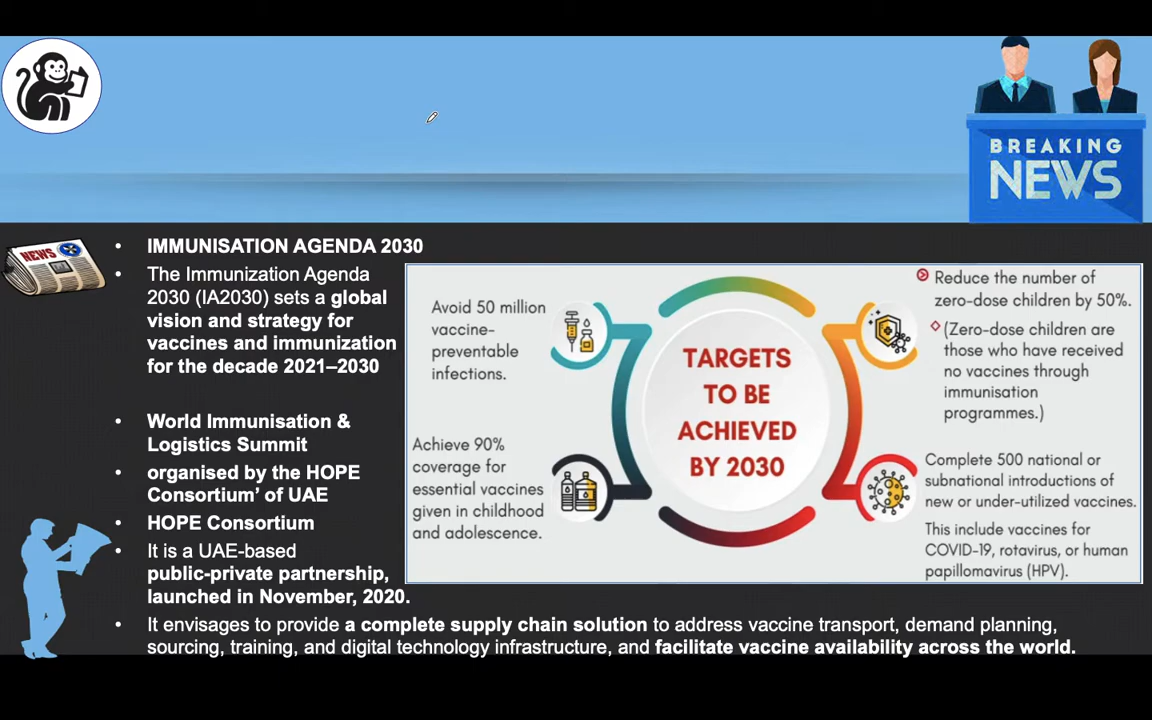 BREAKING
NEWS
NEWS
IMMUNISATION AGENDA 2030
The Immunization Agenda
2030 (IA2030) sets a global
vision and strategy for
vaccines and immunization
for the decade 2021–2030
World Immunisation &
Logistics Summit
organised by the HOPE
Consortium’ of UAE
HOPE Consortium
It is a UAE-based
public-private partnership,
launched in November, 2020.
It envisages to provide a complete supply chain solution to address vaccine transport, demand planning,
sourcing, training, and digital technology infrastructure, and facilitate vaccine availability across the world.
Avoid 50 million
vaccine-
preventable
infections.
Achieve 90%
coverage for
essential vaccines
given in childhood
and adolescence.
TARGETS
TO BE
ACHIEVED
BY 2030
Reduce the number of
zero-dose children by 50%.
(Zero-dose children are
those who have received
no vaccines through
immunisation
programmes.)
Complete 500 national or
subnational introductions of
new or under-utilized vaccines.
This include vaccines for
COVID-19, rotavirus, or human
papillomavirus (HPV).